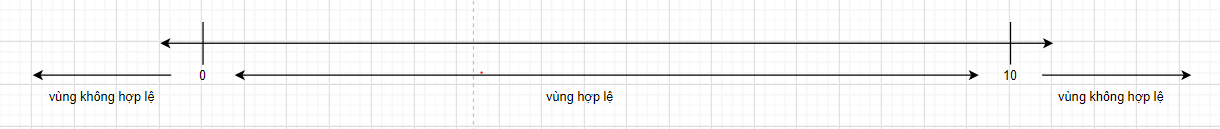 0
10
vùng không hợp lệ
vùng hợp lệ
vùng không hợp lệ